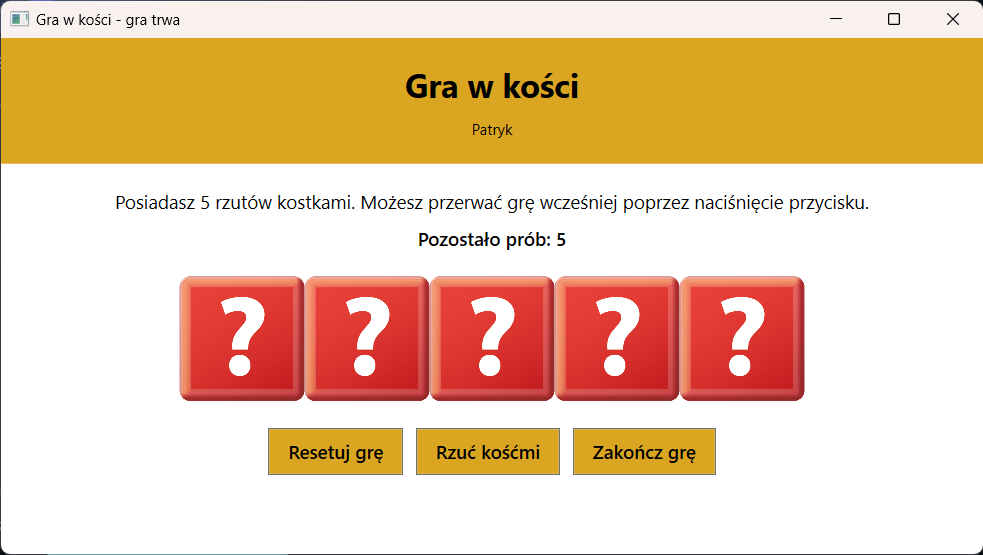 Gra w kości - gra trwa
Gra w kości
Patryk
Posiadasz 5 rzutów kostkami. Możesz przerwać grę wcześniej poprzez naciśnięcie przycisku.
Pozostało prób: 5
? ? ? ? ?
Resetuj grę Rzuć kośćmi Zakończ grę